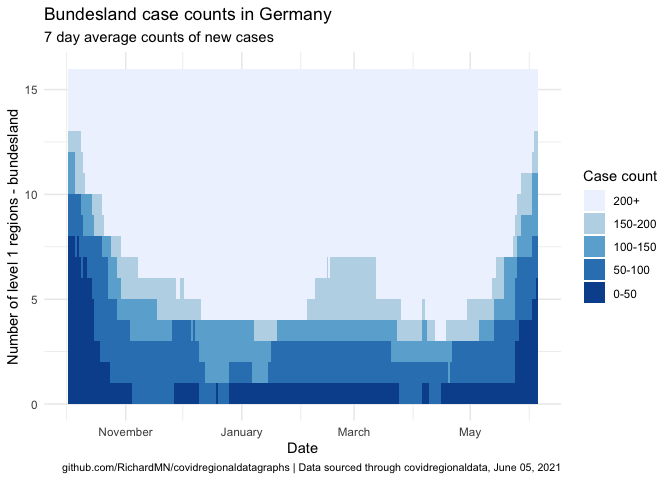 Bundesland case counts in Germany
7 day average counts of new cases
Number of level 1 regions - bundesland
15
10
5
0
November
January
March
May
Date
Case count
200+
150-200
100-150
50-100
0-50
github.com/RichardMN/covidregionaldatagraphs | Data sourced through covidregionaldata, June 05, 2021